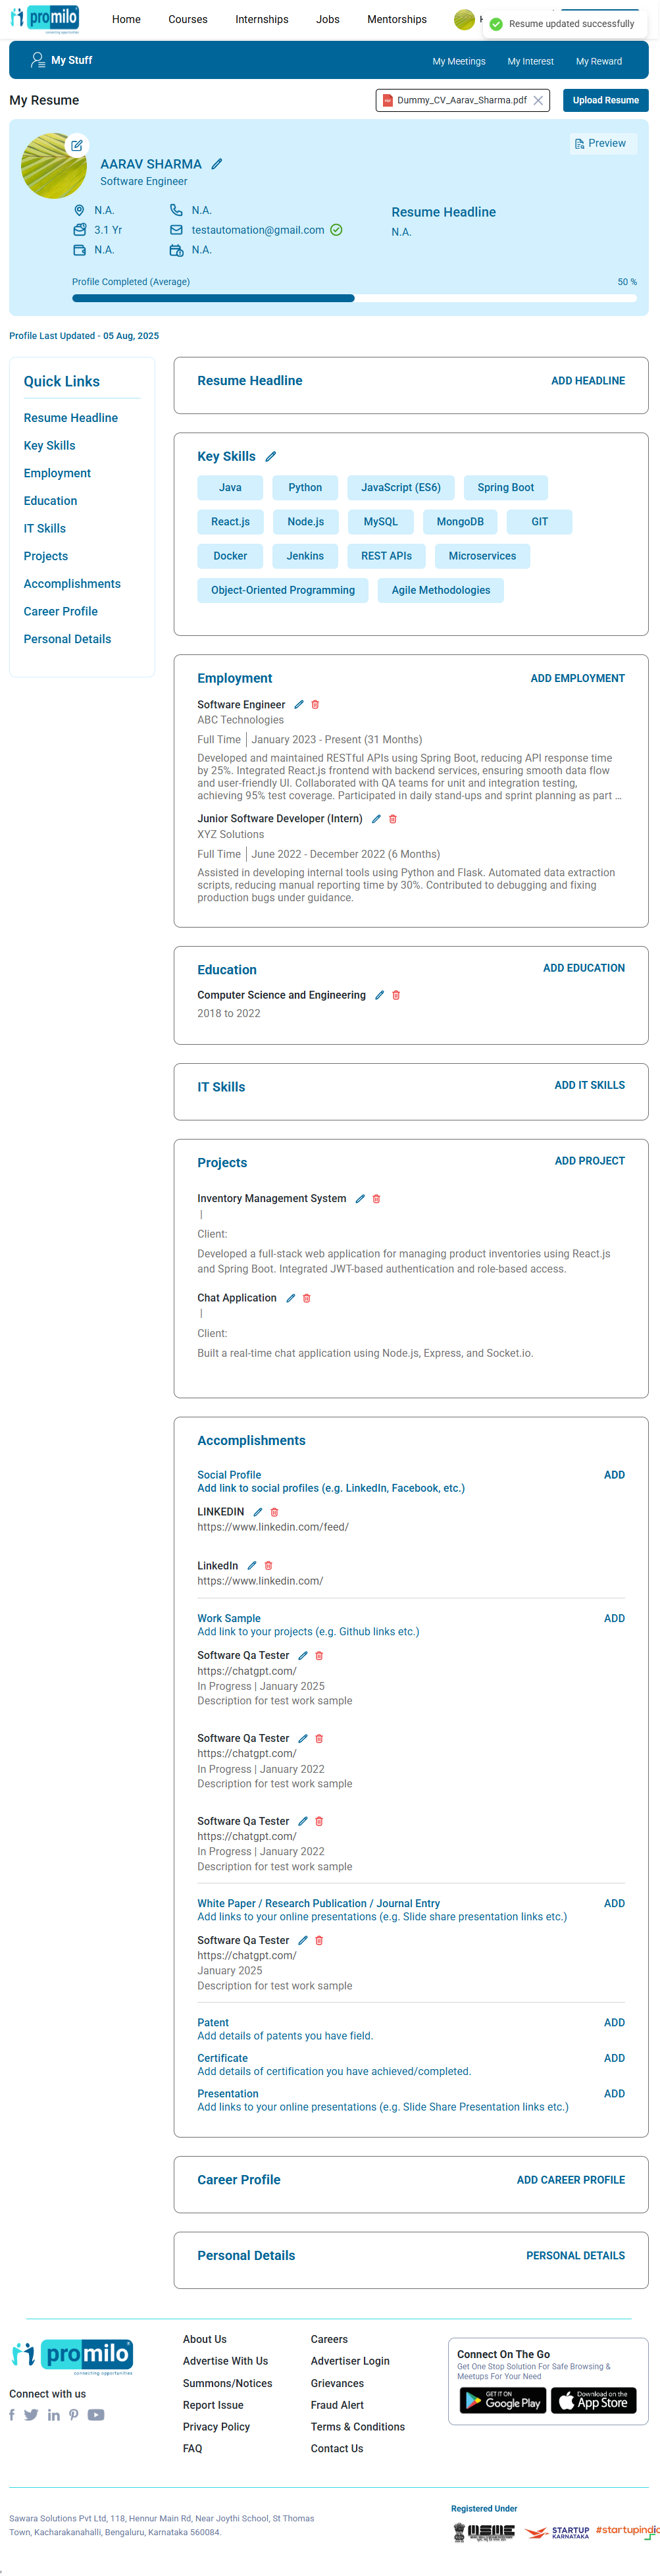 promilo
connecting opportunities
Home
Courses
Internships
Jobs
Mentorships
Resume updated successfully
My Stuff
My Meetings
My Interest
My Reward
My Resume
Dummy_CV_Aarav_Sharma.pdf
Upload Resume
Preview
AARAV SHARMA
Software Engineer
N.A.
N.A.
3.1 Yr
testautomation@gmail.com
N.A.
N.A.
Resume Headline
N.A.
Profile Completed (Average)
50 %
Profile Last Updated - 05 Aug, 2025
Quick Links
Resume Headline
Key Skills
Employment
Education
IT Skills
Projects
Accomplishments
Career Profile
Personal Details
Resume Headline
ADD HEADLINE
Key Skills
Java
Python
JavaScript (ES6)
Spring Boot
React.js
Node.js
MySQL
MongoDB
GIT
Docker
Jenkins
REST APIs
Microservices
Object-Oriented Programming
Agile Methodologies
Employment
ADD EMPLOYMENT
Software Engineer
ABC Technologies
Full Time | January 2023 - Present (31 Months)
Developed and maintained RESTful APIs using Spring Boot, reducing API response time
by 25%. Integrated React.js frontend with backend services, ensuring smooth data flow
and user-friendly UI. Collaborated with QA teams for unit and integration testing,
achieving 95% test coverage. Participated in daily stand-ups and sprint planning as part ...
Junior Software Developer (Intern)
XYZ Solutions
Full Time | June 2022 - December 2022 (6 Months)
Assisted in developing internal tools using Python and Flask. Automated data extraction
scripts, reducing manual reporting time by 30%. Contributed to debugging and fixing
production bugs under guidance.
Education
ADD EDUCATION
Computer Science and Engineering
2018 to 2022
IT Skills
ADD IT SKILLS
Projects
ADD PROJECT
Inventory Management System
|
Client:
Developed a full-stack web application for managing product inventories using React.js
and Spring Boot. Integrated JWT-based authentication and role-based access.
Chat Application
|
Client:
Built a real-time chat application using Node.js, Express, and Socket.io.
Accomplishments
Social Profile
ADD
Add link to social profiles (e.g. LinkedIn, Facebook, etc.)
LINKEDIN
https://www.linkedin.com/feed/
LinkedIn
https://www.linkedin.com/
Work Sample
ADD
Add link to your projects (e.g. Github links etc.)
Software Qa Tester
https://chatgpt.com/
In Progress | January 2025
Description for test work sample
Software Qa Tester
https://chatgpt.com/
In Progress | January 2022
Description for test work sample
Software Qa Tester
https://chatgpt.com/
In Progress | January 2022
Description for test work sample
White Paper / Research Publication / Journal Entry
ADD
Add links to your online presentations (e.g. Slide share presentation links etc.)
Software Qa Tester
https://chatgpt.com/
January 2025
Description for test work sample
Patent
ADD
Add details of patents you have field.
Certificate
ADD
Add details of certification you have achieved/completed.
Presentation
ADD
Add links to your online presentations (e.g. Slide Share Presentation links etc.)
Career Profile
ADD CAREER PROFILE
Personal Details
PERSONAL DETAILS
promilo
connecting opportunities
Connect with us
About Us
Advertise With Us
Summons/Notices
Report Issue
Privacy Policy
FAQ
Careers
Advertiser Login
Grievances
Fraud Alert
Terms & Conditions
Contact Us
Connect On The Go
Get One Stop Solution For Safe Browsing &
Meetups For Your Need
GET IT ON
Google Play
Download on the
App Store
Sawara Solutions Pvt Ltd, 118, Hennur Main Rd, Near Joythi School, St Thomas
Town, Kacharakanahalli, Bengaluru, Karnataka 560084.
Registered Under
MSME
STARTUP
KARNATAKA
#startupindia